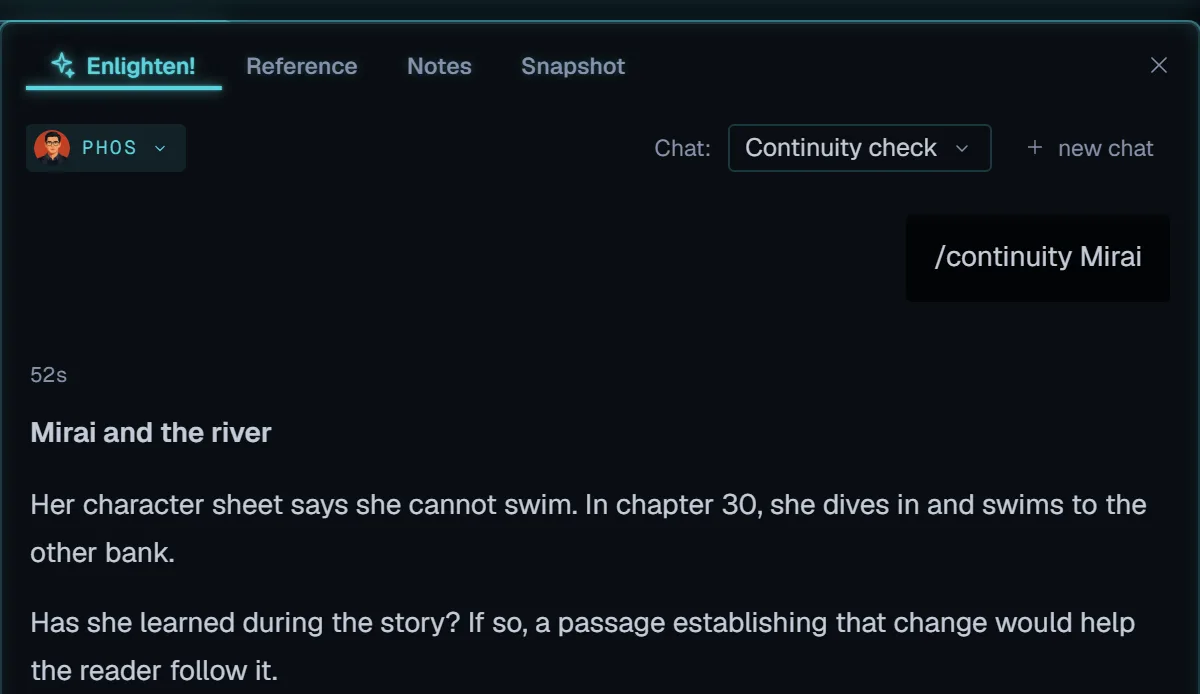 Enlighten! Reference Notes Snapshot
PHOS Chat: Continuity check + new chat
/continuity Mirai
52s
Mirai and the river
Her character sheet says she cannot swim. In chapter 30, she dives in and swims to the
other bank.
Has she learned during the story? If so, a passage establishing that change would help
the reader follow it.